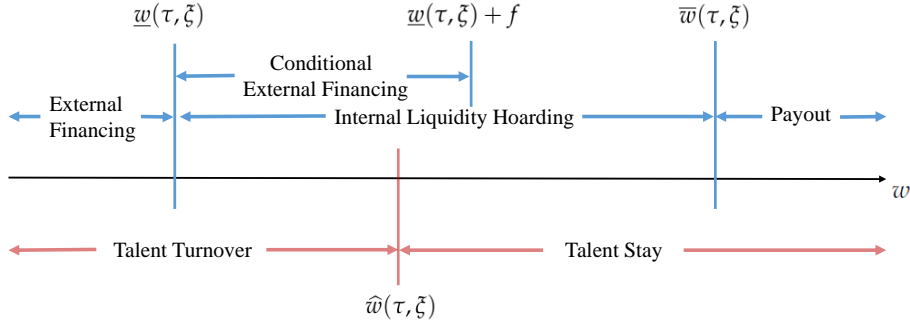 w̲(τ, ξ)
w̲(τ, ξ) + f
w̅(τ, ξ)
Conditional
External Financing
External
Financing
Internal Liquidity Hoarding
Payout
w
Talent Turnover
Talent Stay
ŵ(τ, ξ)